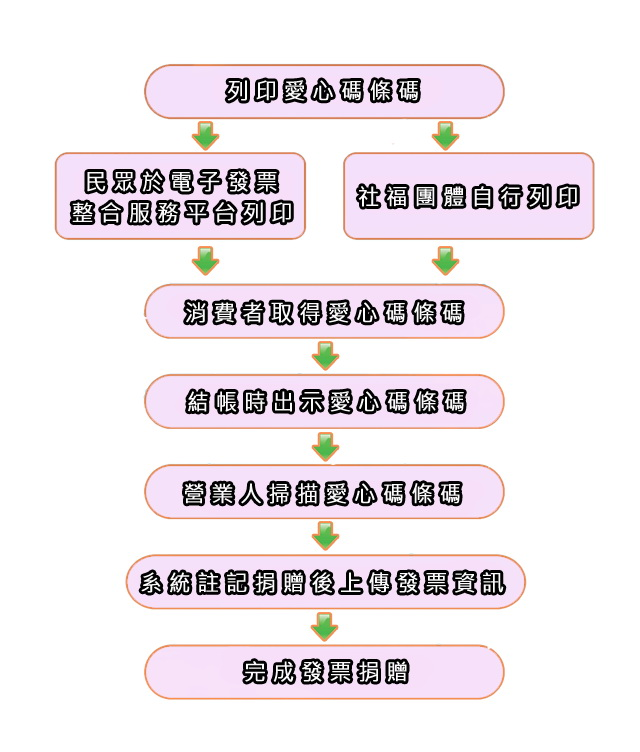 列印愛心碼條碼
民眾於電子發票
整合服務平台列印
社福團體自行列印
消費者取得愛心碼條碼
結帳時出示愛心碼條碼
營業人掃描愛心碼條碼
系統註記捐贈後上傳發票資訊
完成發票捐贈